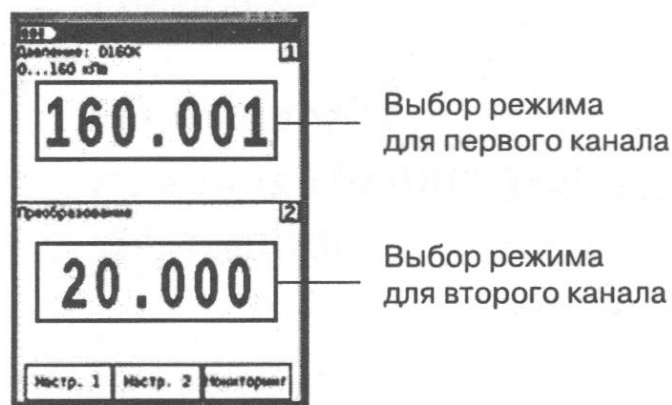 Давление: D160K
1
0...160 кПа
160.001
Выбор режима
для первого канала
Преобразование
2
20.000
Выбор режима
для второго канала
Настр. 1
Настр. 2
Мониторинг